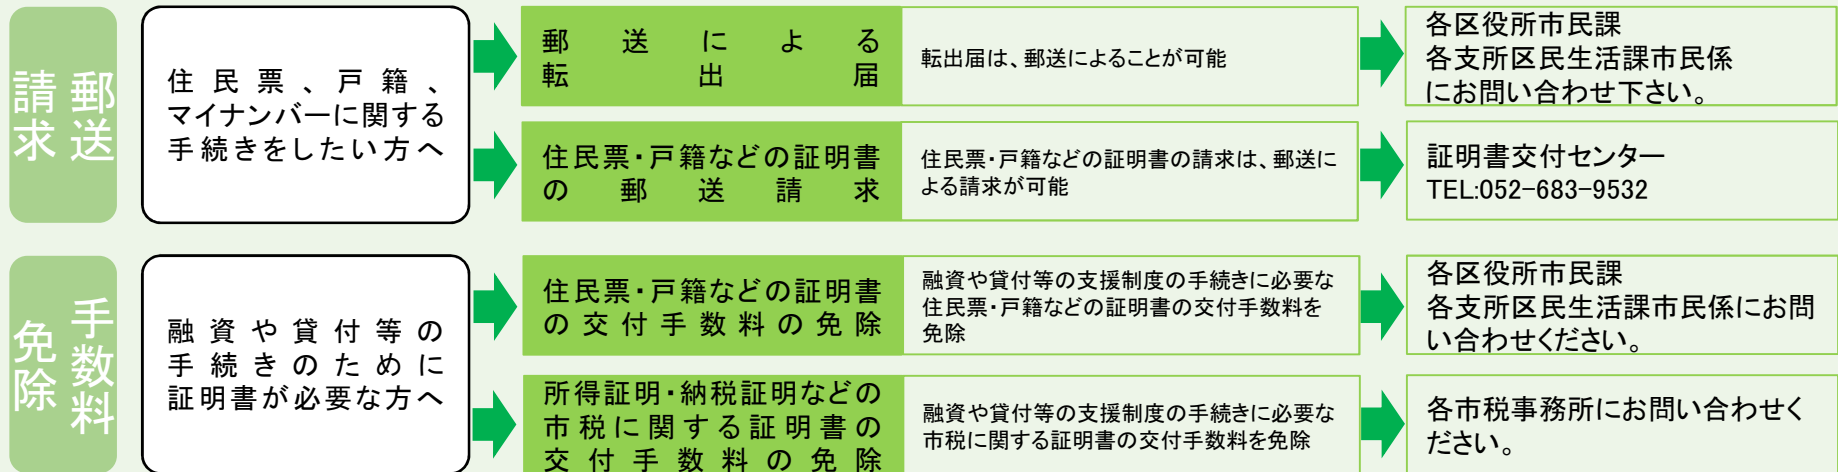 郵送
請求
住民票、戸籍、
マイナンバーに関する
手続きをしたい方へ
郵送による
転出届
転出届は、郵送によることが可能
各区役所市民課
各支所区民生活課市民係
にお問い合わせ下さい。
住民票・戸籍などの証明書
の郵送請求
住民票・戸籍などの証明書の請求は、郵送に
よる請求が可能
証明書交付センター
TEL:052-683-9532
手数料
免除
融資や貸付等の
手続きのために
証明書が必要な方へ
住民票・戸籍などの証明書
の交付手数料の免除
融資や貸付等の支援制度の手続きに必要な
住民票・戸籍などの証明書の交付手数料を
免除
各区役所市民課
各支所区民生活課市民係にお問
い合わせください。
所得証明・納税証明などの
市税に関する証明書の
交付手数料の免除
融資や貸付等の支援制度の手続きに必要な
市税に関する証明書の交付手数料を免除
各市税事務所にお問い合わせく
ださい。